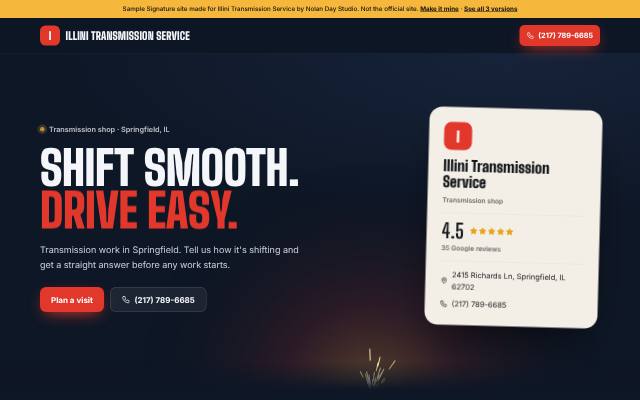 Sample Signature site made for Illini Transmission Service by Nolan Day Studio. Not the official site. Make it mine · See all 3 versions
I ILLINI TRANSMISSION SERVICE
(217) 789-6685
Transmission shop · Springfield, IL
SHIFT SMOOTH.
DRIVE EASY.
Transmission work in Springfield. Tell us how it's shifting and
get a straight answer before any work starts.
Plan a visit
(217) 789-6685
I
Illini Transmission
Service
Transmission shop
4.5 ★★★★★
35 Google reviews
2415 Richards Ln, Springfield, IL
62702
(217) 789-6685